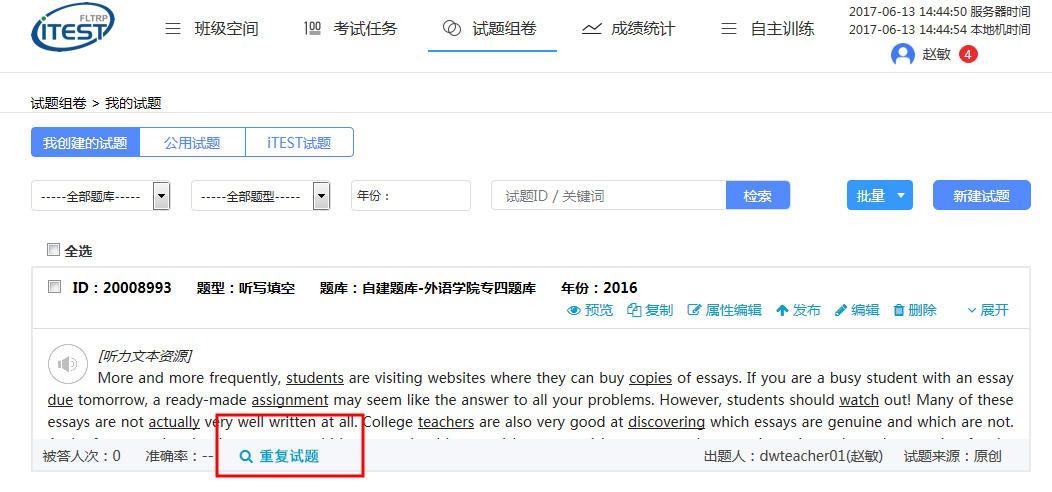 FLTRP
iTEST
班级空间
100 考试任务
试题组卷
成绩统计
自主训练
2017-06-13 14:44:50 服务器时间
2017-06-13 14:44:54 本地机时间
赵敏 4
试题组卷 > 我的试题
我创建的试题 公用试题 iTEST试题
-----全部题库----- -----全部题型----- 年份： 试题ID / 关键词 检索 批量 新建试题
全选
ID：20008993 题型：听写填空 题库：自建题库-外语学院专四题库 年份：2016
预览 复制 属性编辑 发布 编辑 删除 展开
[听力文本资源]
More and more frequently, students are visiting websites where they can buy copies of essays. If you are a busy student with an essay
due tomorrow, a ready-made assignment may seem like the answer to all your problems. However, students should watch out! Many of these
essays are not actually very well written at all. College teachers are also very good at discovering which essays are genuine and which are not.
被答人次：0 准确率：-- 重复试题 出题人：dwteacher01(赵敏) 试题来源：原创